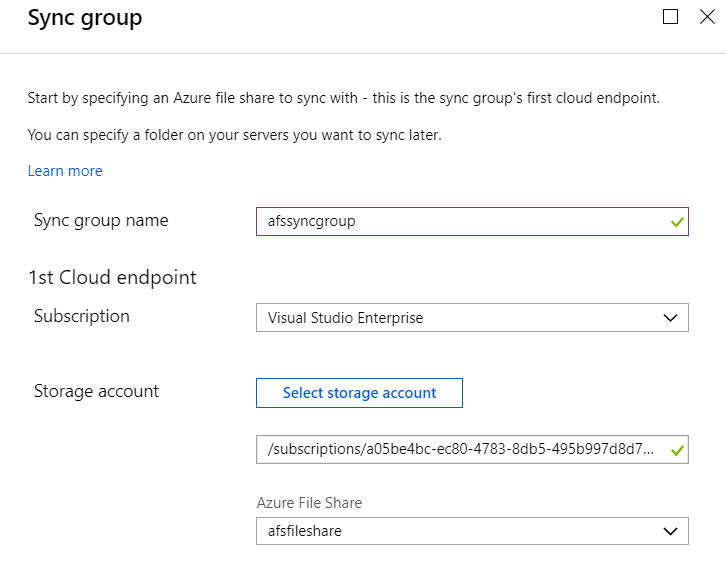 Sync group
Start by specifying an Azure file share to sync with - this is the sync group's first cloud endpoint.
You can specify a folder on your servers you want to sync later.
Learn more
Sync group name
afssyncgroup
1st Cloud endpoint
Subscription
Visual Studio Enterprise
Storage account
Select storage account
/subscriptions/a05be4bc-ec80-4783-8db5-495b997d8d7...
Azure File Share
afsfileshare